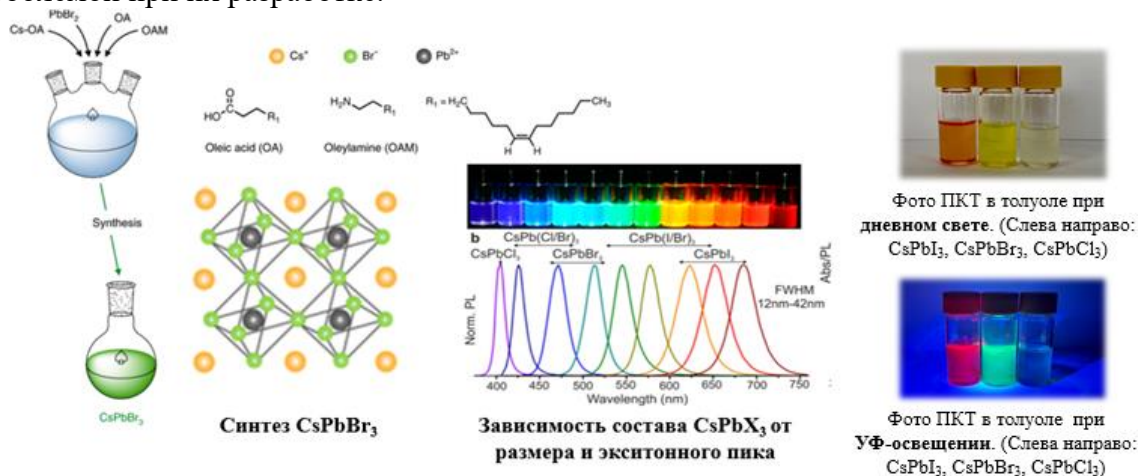 PbBr₂
Cs-OA
OA
OAM
Synthesis
CsPbBr₃
Cs⁺
Br⁻
Pb²⁺
O
HO
R₁
Oleic acid (OA)
H₂N
R₁
Oleylamine (OAM)
R₁ = H₂C
CH₃
H H
Синтез CsPbBr₃
b
CsPb(Cl/Br)₃
CsPb(I/Br)₃
CsPbCl₃
CsPbBr₃
CsPbI₃
FWHM
12nm-42nm
Norm. PL
Abs/PL
400 450 500 550 600 650 700 750
Wavelength (nm)
Зависимость состава CsPbX₃ от
размера и экситонного пика
Фото ПКТ в толуоле при
дневном свете. (Слева направо:
CsPbI₃, CsPbBr₃, CsPbCl₃)
Фото ПКТ в толуоле при
УФ-освещении. (Слева направо:
CsPbI₃, CsPbBr₃, CsPbCl₃)